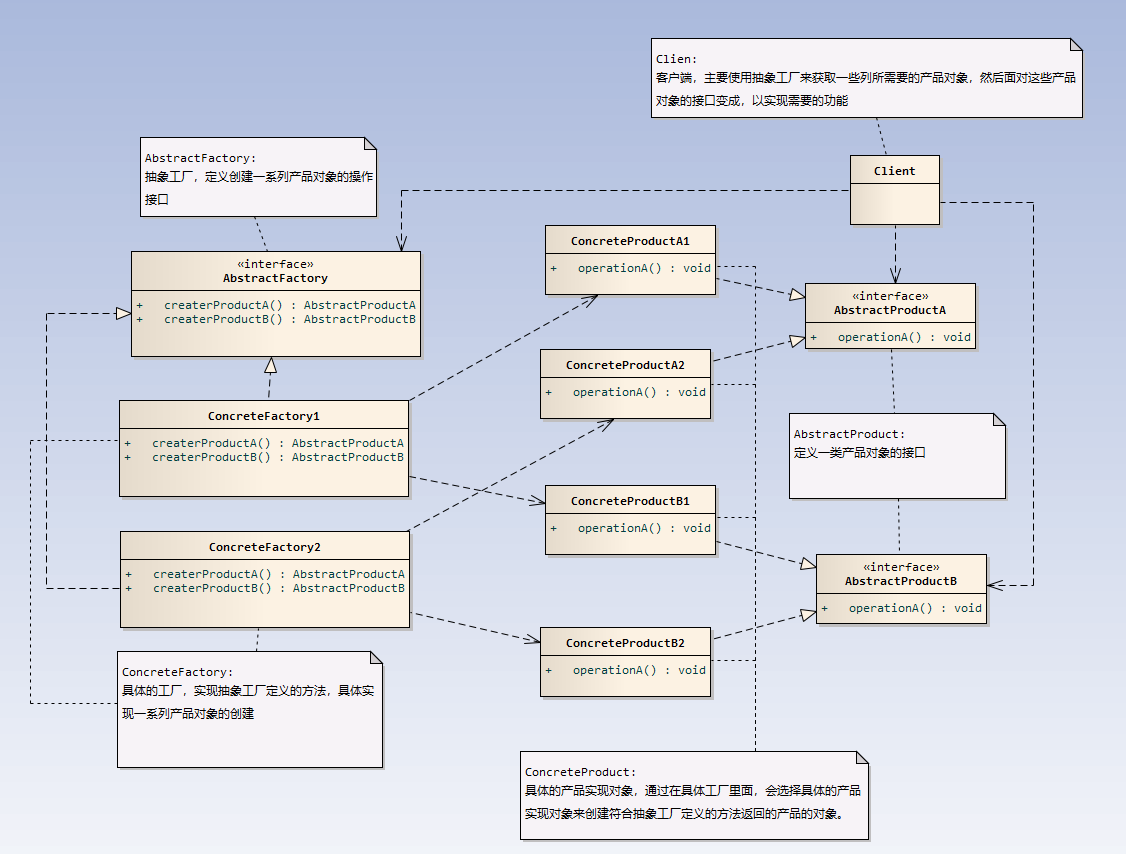 Clien:
客户端，主要使用抽象工厂来获取一些列所需要的产品对象，然后面对这些产品
对象的接口变成，以实现需要的功能
AbstractFactory:
抽象工厂，定义创建一系列产品对象的操作
接口
Client
«interface»
AbstractFactory
+ createrProductA() : AbstractProductA
+ createrProductB() : AbstractProductB
ConcreteProductA1
+ operationA() : void
«interface»
AbstractProductA
+ operationA() : void
ConcreteProductA2
+ operationA() : void
ConcreteFactory1
+ createrProductA() : AbstractProductA
+ createrProductB() : AbstractProductB
AbstractProduct:
定义一类产品对象的接口
ConcreteProductB1
+ operationA() : void
ConcreteFactory2
+ createrProductA() : AbstractProductA
+ createrProductB() : AbstractProductB
«interface»
AbstractProductB
+ operationA() : void
ConcreteProductB2
+ operationA() : void
ConcreteFactory:
具体的工厂，实现抽象工厂定义的方法，具体实
现一系列产品对象的创建
ConcreteProduct:
具体的产品实现对象，通过在具体工厂里面，会选择具体的产品
实现对象来创建符合抽象工厂定义的方法返回的产品的对象。